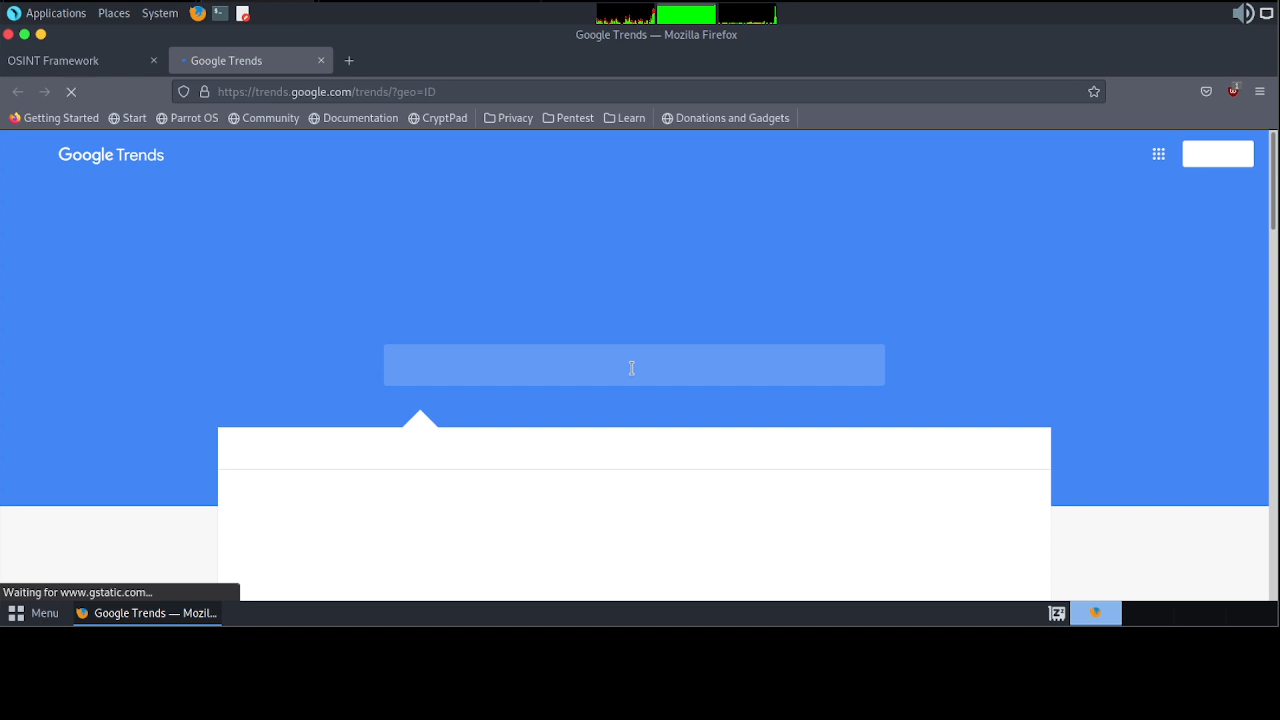 Applications Places System
Google Trends — Mozilla Firefox
OSINT Framework
Google Trends
https://trends.google.com/trends/?geo=ID
Getting Started Start Parrot OS Community Documentation CryptPad Privacy Pentest Learn Donations and Gadgets
Google Trends
Waiting for www.gstatic.com...
Menu Google Trends — Mozil...